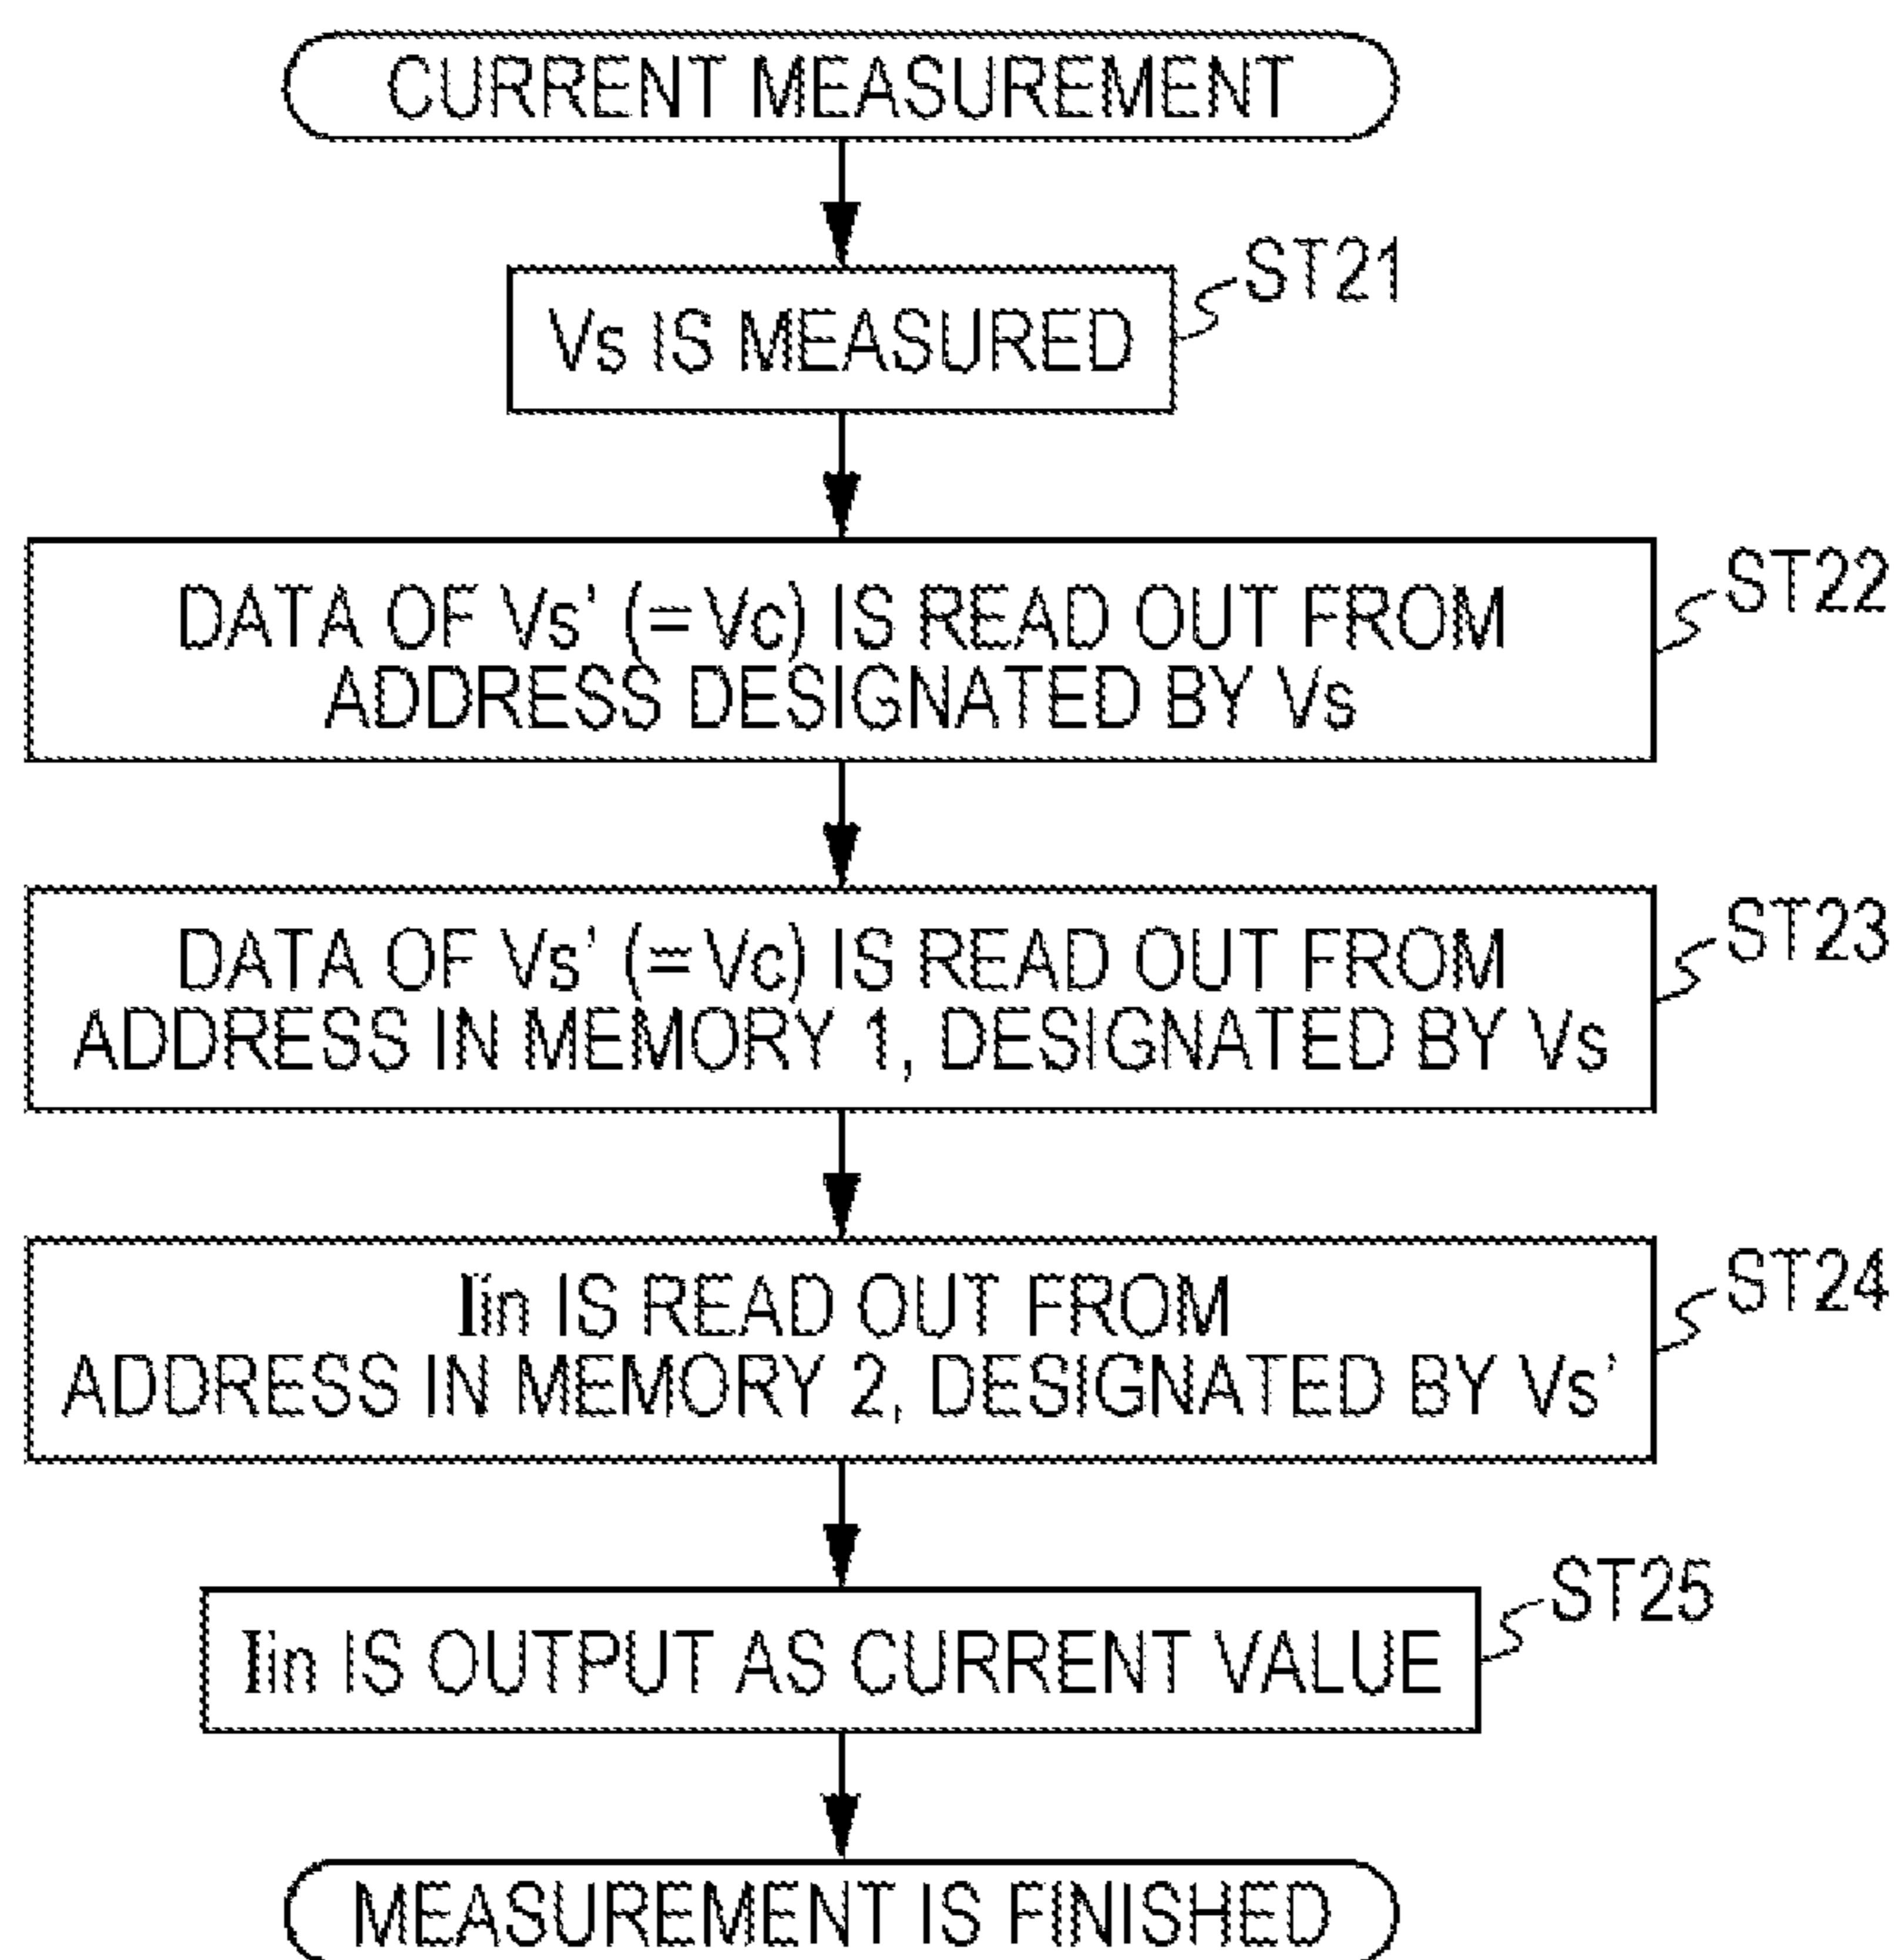 CURRENT MEASUREMENT
ST21
Vs IS MEASURED
ST22
DATA OF Vs' (= Vc) IS READ OUT FROM
ADDRESS DESIGNATED BY Vs
ST23
DATA OF Vs' (= Vc) IS READ OUT FROM
ADDRESS IN MEMORY 1, DESIGNATED BY Vs
ST24
Iin IS READ OUT FROM
ADDRESS IN MEMORY 2, DESIGNATED BY Vs'
ST25
Iin IS OUTPUT AS CURRENT VALUE
MEASUREMENT IS FINISHED